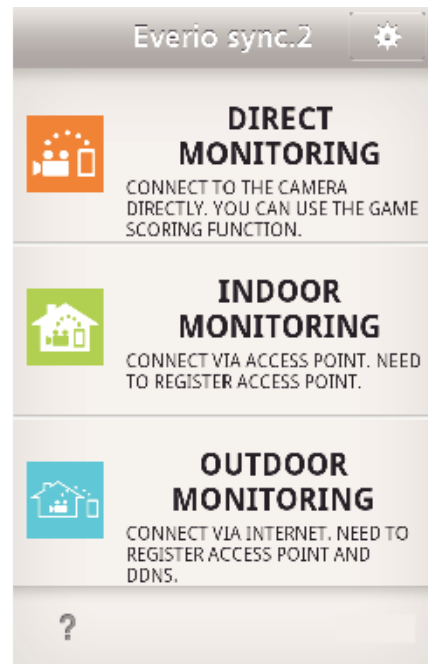 Everio sync.2
DIRECT
MONITORING
CONNECT TO THE CAMERA
DIRECTLY. YOU CAN USE THE GAME
SCORING FUNCTION.
INDOOR
MONITORING
CONNECT VIA ACCESS POINT. NEED
TO REGISTER ACCESS POINT.
OUTDOOR
MONITORING
CONNECT VIA INTERNET. NEED TO
REGISTER ACCESS POINT AND
DDNS.
?